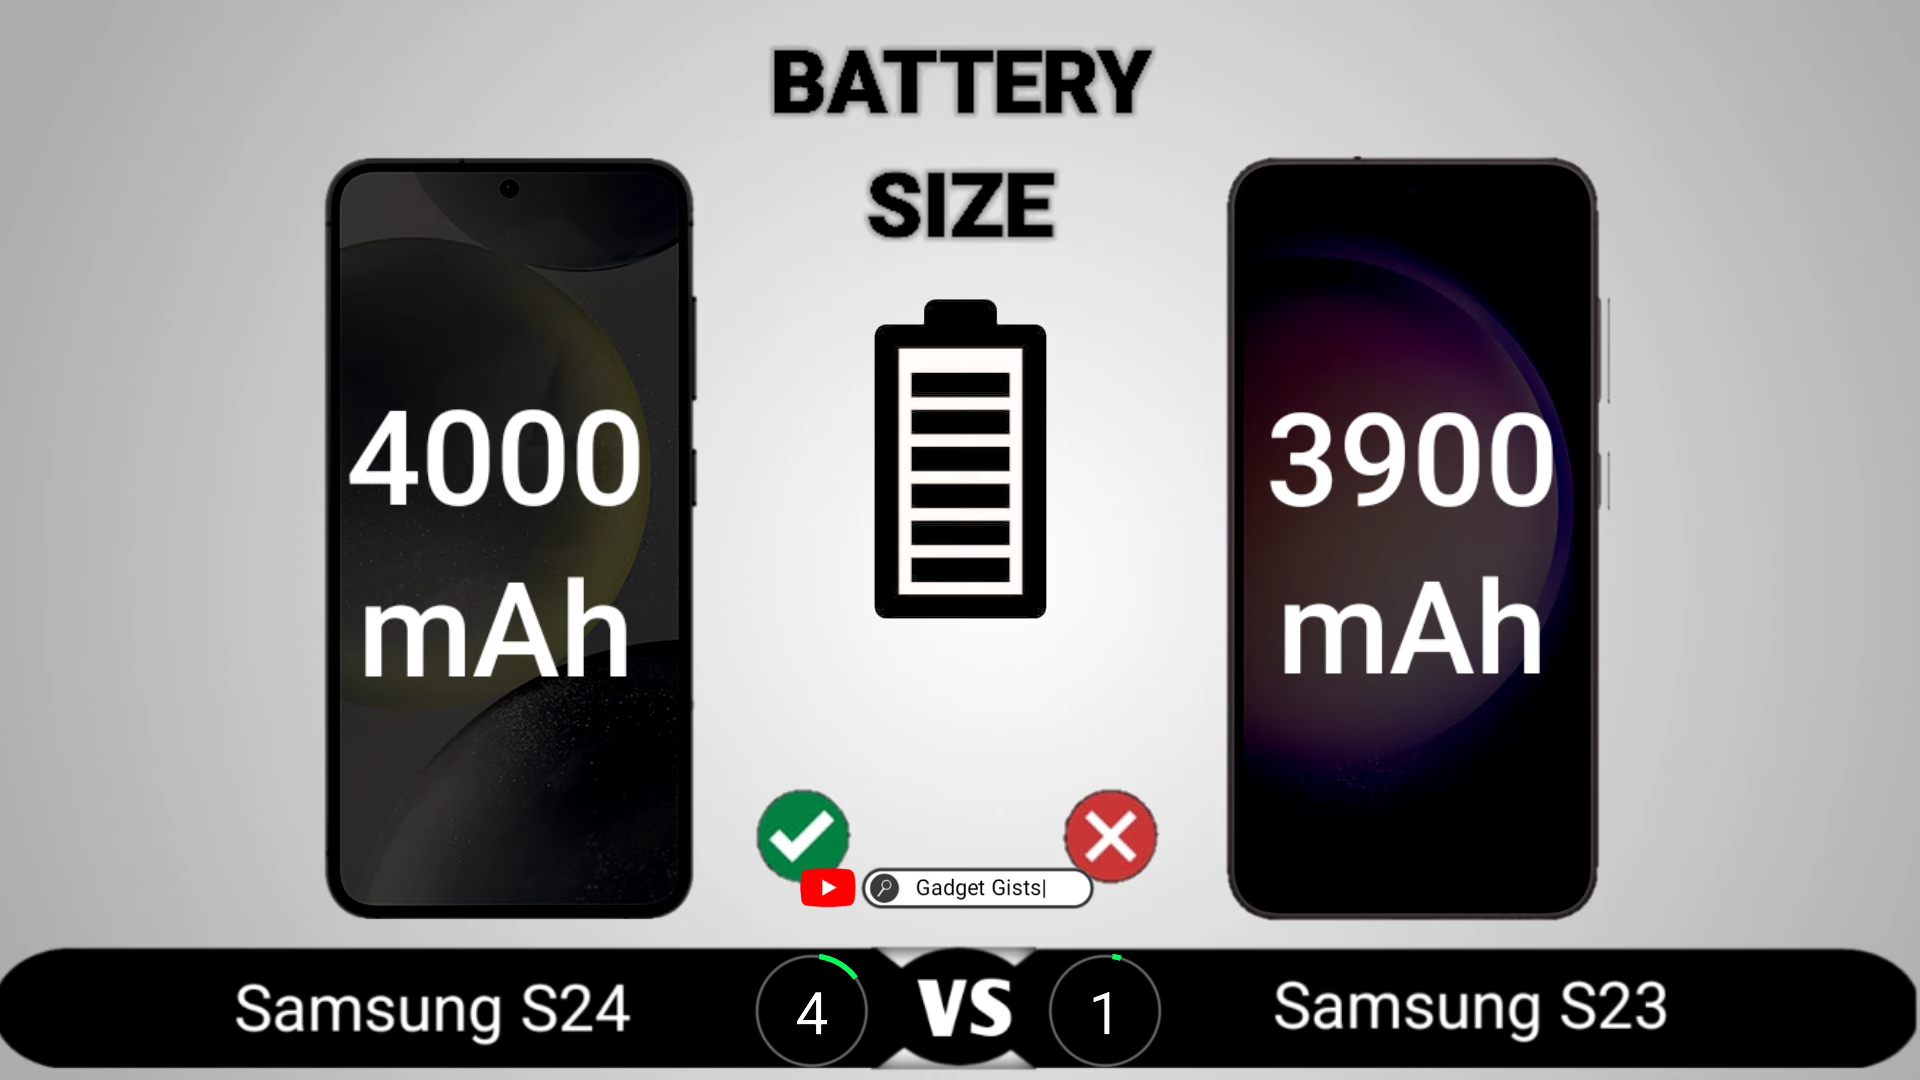 BATTERY
SIZE
4000
mAh
3900
mAh
Gadget Gists|
Samsung S24
4
VS
1
Samsung S23